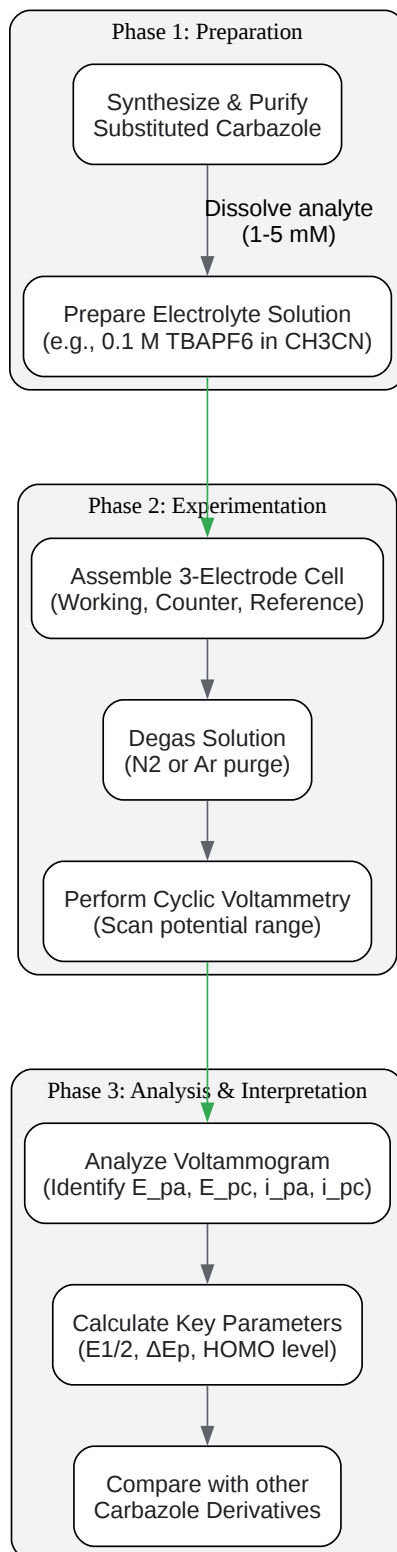 Phase 1: Preparation
Synthesize & Purify
Substituted Carbazole
Dissolve analyte
(1-5 mM)
Prepare Electrolyte Solution
(e.g., 0.1 M TBAPF6 in CH3CN)
Phase 2: Experimentation
Assemble 3-Electrode Cell
(Working, Counter, Reference)
Degas Solution
(N2 or Ar purge)
Perform Cyclic Voltammetry
(Scan potential range)
Phase 3: Analysis & Interpretation
Analyze Voltammogram
(Identify E_pa, E_pc, i_pa, i_pc)
Calculate Key Parameters
(E1/2, ΔEp, HOMO level)
Compare with other
Carbazole Derivatives